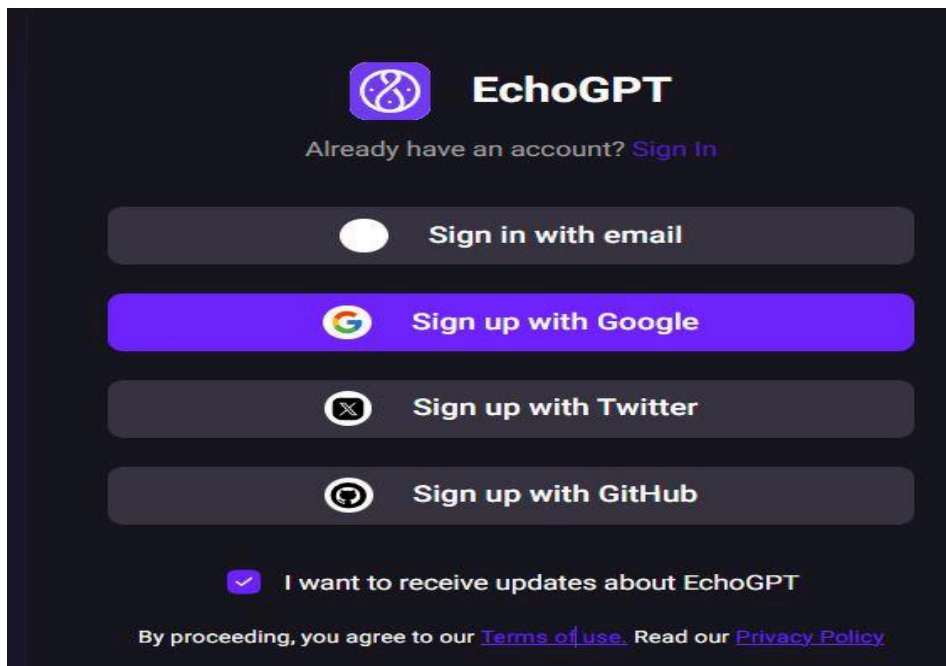 EchoGPT
Already have an account? Sign In
Sign in with email
Sign up with Google
Sign up with Twitter
Sign up with GitHub
I want to receive updates about EchoGPT
By proceeding, you agree to our Terms of use. Read our Privacy Policy